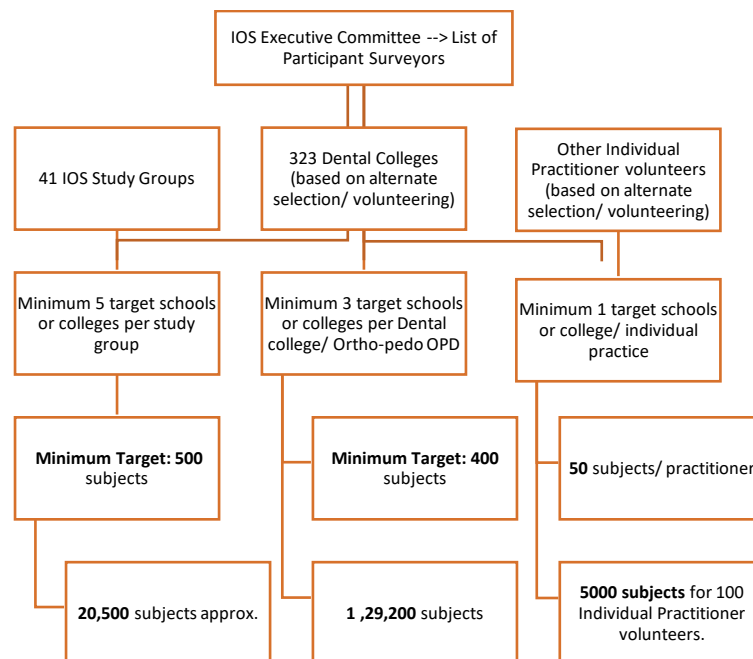 IOS Executive Committee --> List of
Participant Surveyors
41 IOS Study Groups
323 Dental Colleges
(based on alternate
selection/ volunteering)
Other Individual
Practitioner volunteers
(based on alternate
selection/ volunteering)
Minimum 5 target schools
or colleges per study
group
Minimum 3 target schools
or colleges per Dental
college/ Ortho-pedo OPD
Minimum 1 target schools
or college/ individual
practice
Minimum Target: 500
subjects
Minimum Target: 400
subjects
50 subjects/ practitioner
20,500 subjects approx.
1 ,29,200 subjects
5000 subjects for 100
Individual Practitioner
volunteers.